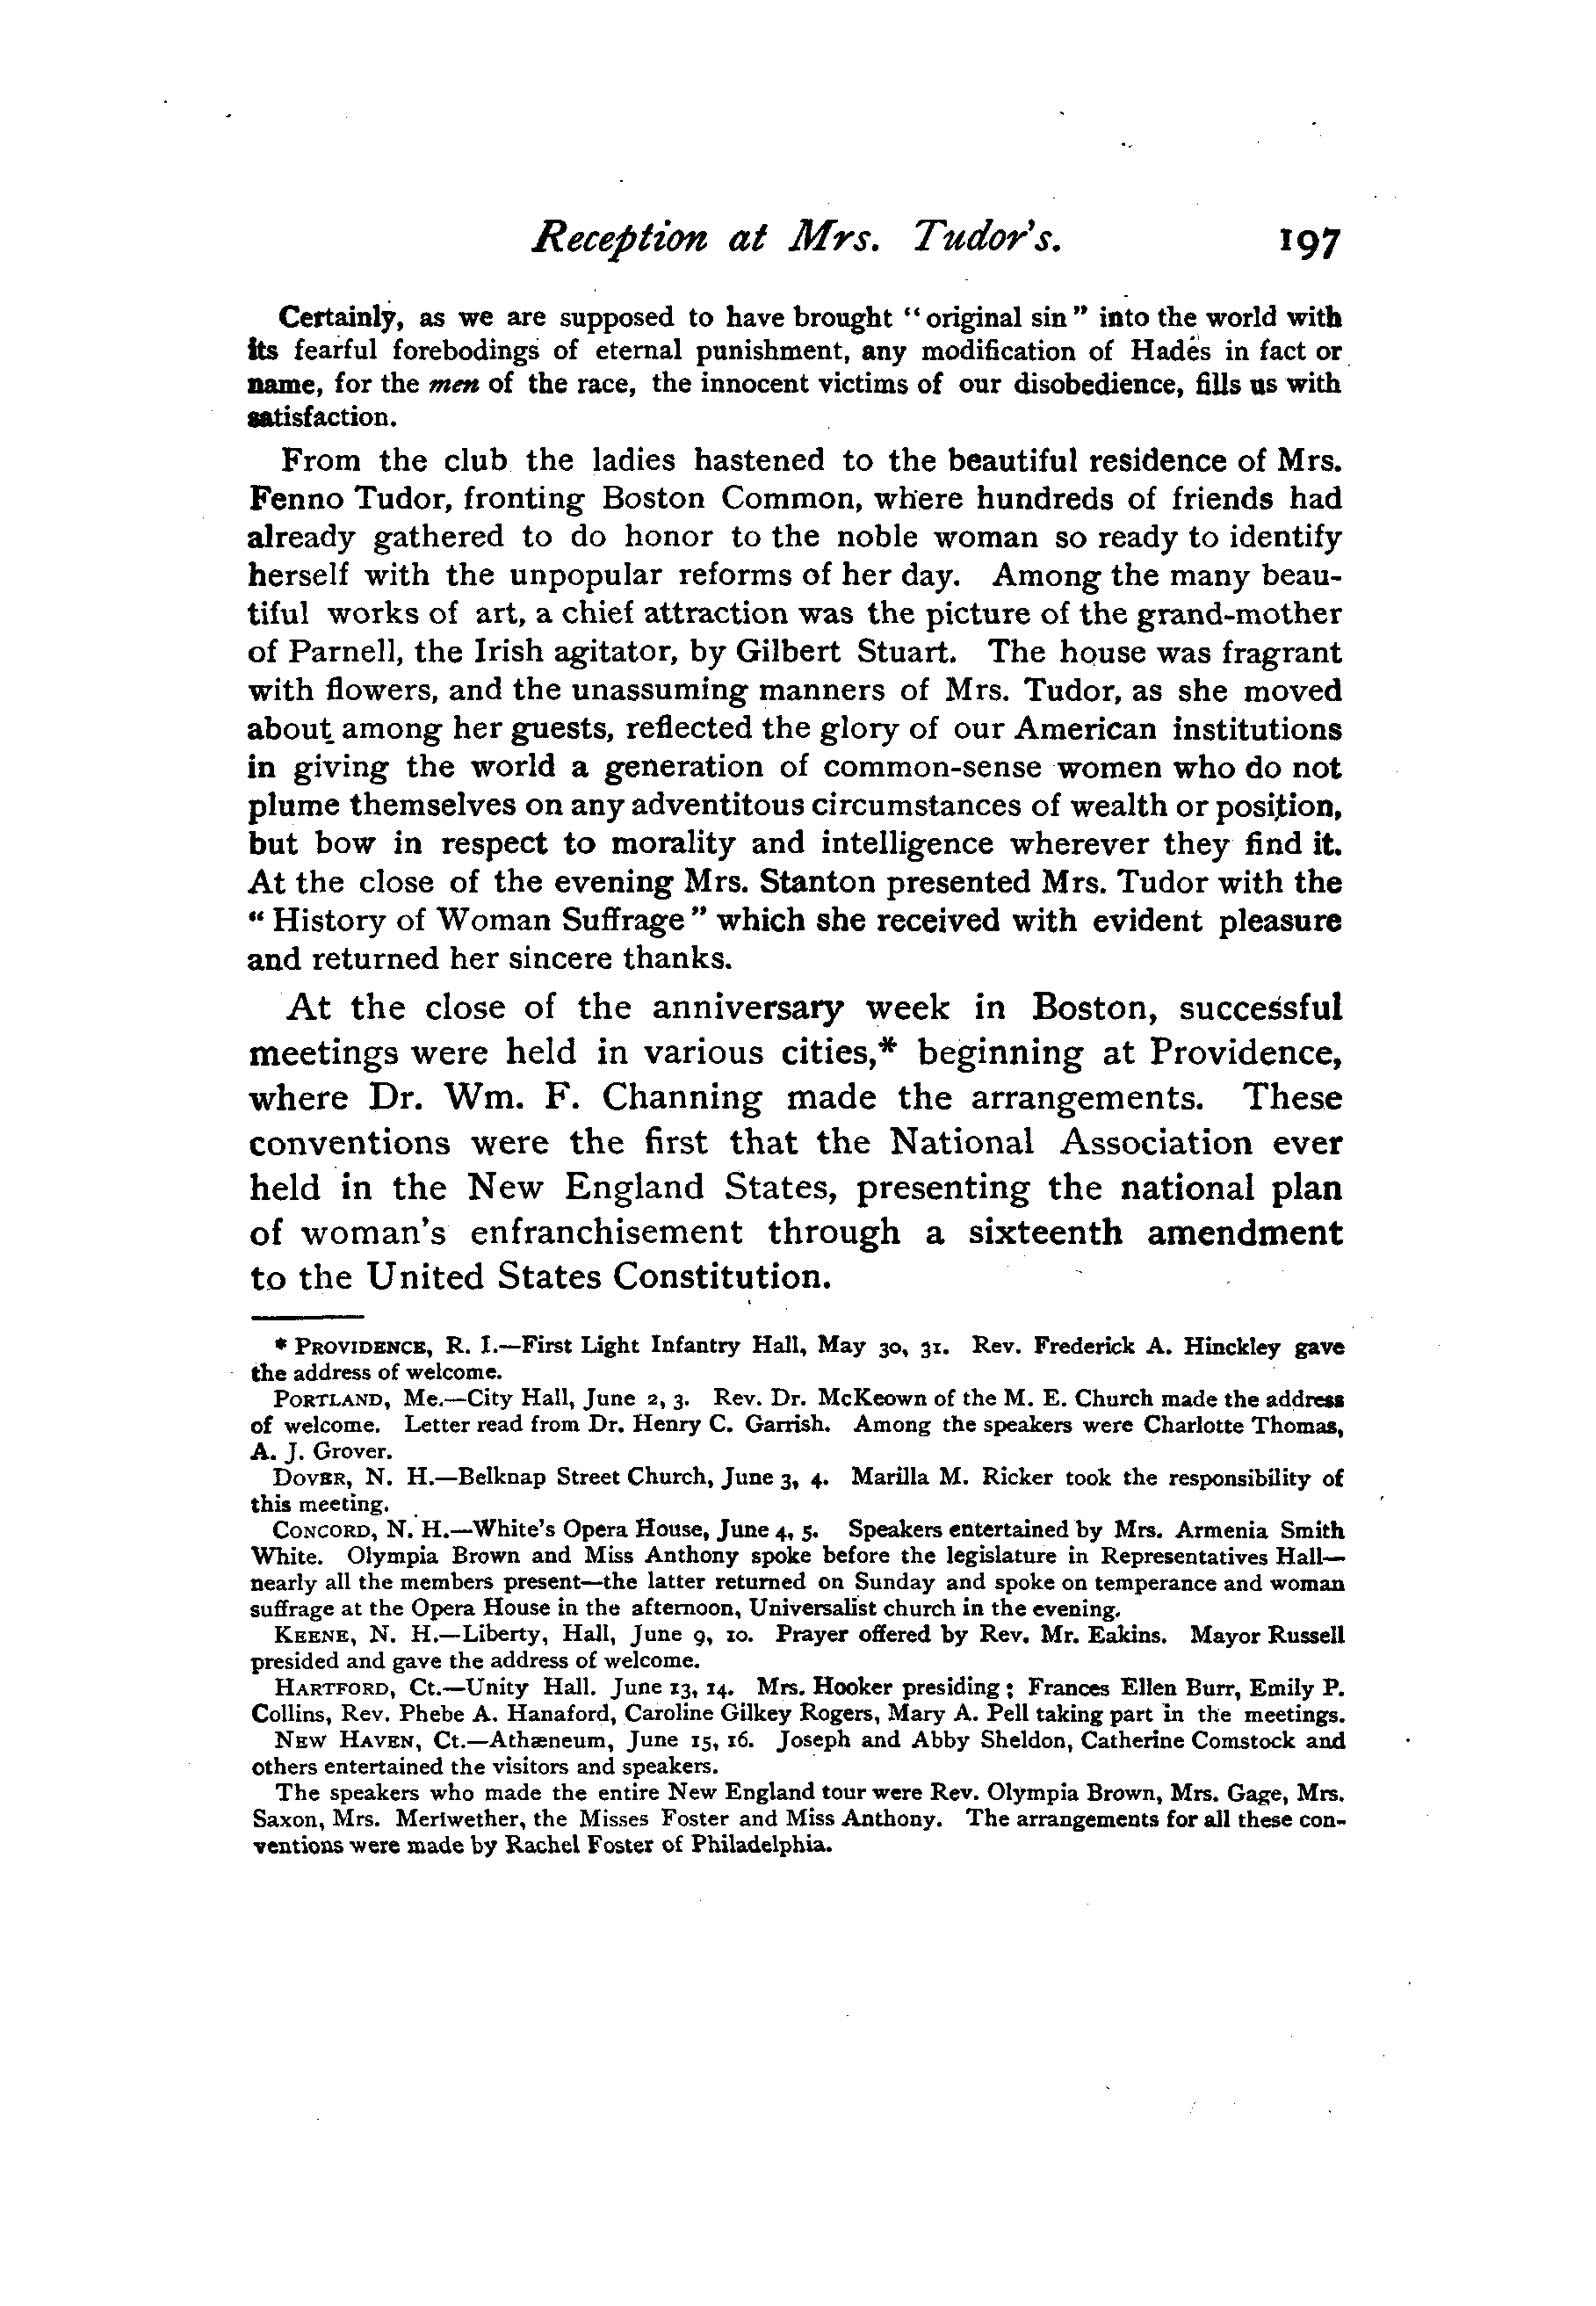 Reception at Mrs. Tudor's. 197
Certainly, as we are supposed to have brought "original sin" into the world with
its fearful forebodings of eternal punishment, any modification of Hades in fact or
name, for the men of the race, the innocent victims of our disobedience, fills us with
satisfaction.
From the club the ladies hastened to the beautiful residence of Mrs.
Fenno Tudor, fronting Boston Common, where hundreds of friends had
already gathered to do honor to the noble woman so ready to identify
herself with the unpopular reforms of her day. Among the many beau-
tiful works of art, a chief attraction was the picture of the grand-mother
of Parnell, the Irish agitator, by Gilbert Stuart. The house was fragrant
with flowers, and the unassuming manners of Mrs. Tudor, as she moved
about among her guests, reflected the glory of our American institutions
in giving the world a generation of common-sense women who do not
plume themselves on any adventitous circumstances of wealth or position,
but bow in respect to morality and intelligence wherever they find it.
At the close of the evening Mrs. Stanton presented Mrs. Tudor with the
"History of Woman Suffrage" which she received with evident pleasure
and returned her sincere thanks.
At the close of the anniversary week in Boston, successful
meetings were held in various cities,* beginning at Providence,
where Dr. Wm. F. Channing made the arrangements. These
conventions were the first that the National Association ever
held in the New England States, presenting the national plan
of woman's enfranchisement through a sixteenth amendment
to the United States Constitution.
* PROVIDENCE, R. I.—First Light Infantry Hall, May 30, 31. Rev. Frederick A. Hinckley gave
the address of welcome.
PORTLAND, Me.—City Hall, June 2, 3. Rev. Dr. McKeown of the M. E. Church made the address
of welcome. Letter read from Dr. Henry C. Garrish. Among the speakers were Charlotte Thomas,
A. J. Grover.
DOVER, N. H.—Belknap Street Church, June 3, 4. Marilla M. Ricker took the responsibility of
this meeting.
CONCORD, N. H.—White's Opera House, June 4, 5. Speakers entertained by Mrs. Armenia Smith
White. Olympia Brown and Miss Anthony spoke before the legislature in Representatives Hall—
nearly all the members present—the latter returned on Sunday and spoke on temperance and woman
suffrage at the Opera House in the afternoon, Universalist church in the evening.
KEENE, N. H.—Liberty, Hall, June 9, 10. Prayer offered by Rev. Mr. Eakins. Mayor Russell
presided and gave the address of welcome.
HARTFORD, Ct.—Unity Hall. June 13, 14. Mrs. Hooker presiding; Frances Ellen Burr, Emily P.
Collins, Rev. Phebe A. Hanaford, Caroline Gilkey Rogers, Mary A. Pell taking part in the meetings.
NEW HAVEN, Ct.—Athæneum, June 15, 16. Joseph and Abby Sheldon, Catherine Comstock and
others entertained the visitors and speakers.
The speakers who made the entire New England tour were Rev. Olympia Brown, Mrs. Gage, Mrs.
Saxon, Mrs. Meriwether, the Misses Foster and Miss Anthony. The arrangements for all these con-
ventions were made by Rachel Foster of Philadelphia.